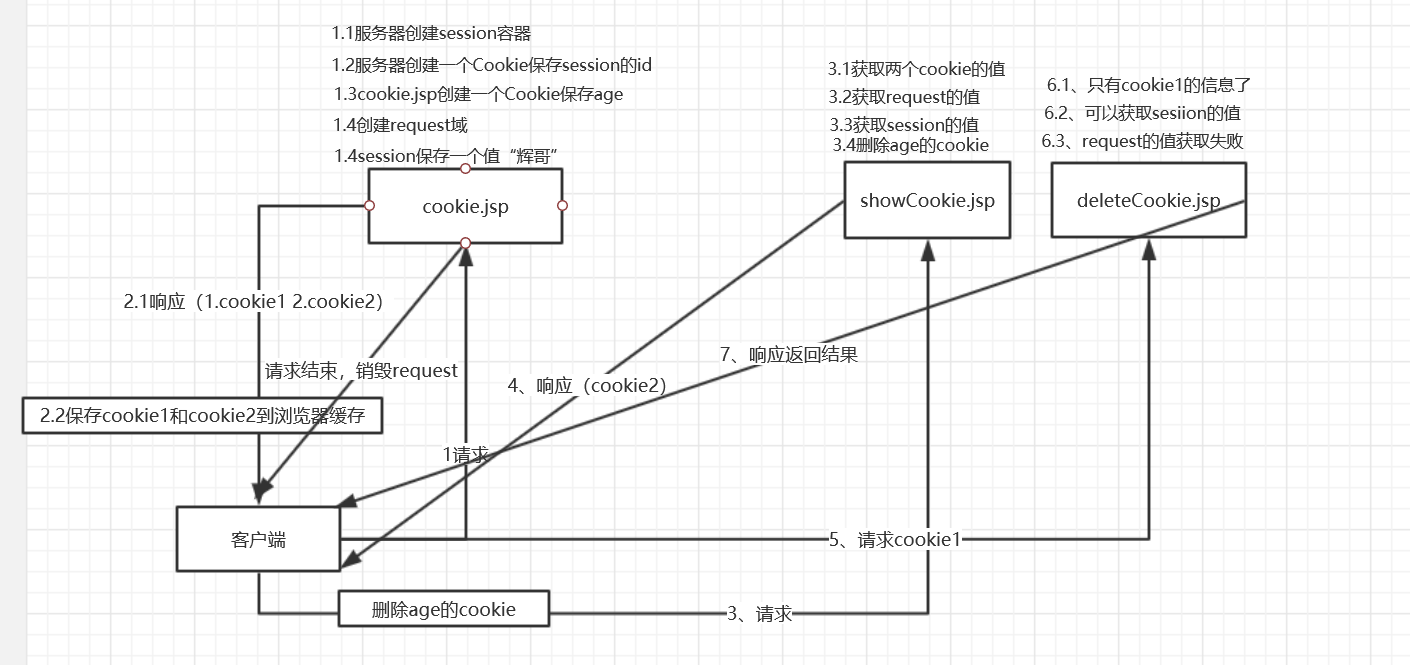 1.1服务器创建session容器
1.2服务器创建一个Cookie保存session的id
1.3cookie.jsp创建一个Cookie保存age
1.4创建request域
1.4session保存一个值“辉哥”
cookie.jsp
3.1获取两个cookie的值
3.2获取request的值
3.3获取session的值
3.4删除age的cookie
showCookie.jsp
6.1、只有cookie1的信息了
6.2、可以获取sesiion的值
6.3、request的值获取失败
deleteCookie.jsp
2.1响应（1.cookie1 2.cookie2）
请求结束，销毁request
7、响应返回结果
4、响应（cookie2）
2.2保存cookie1和cookie2到浏览器缓存
1请求
客户端
5、请求cookie1
删除age的cookie
3、请求